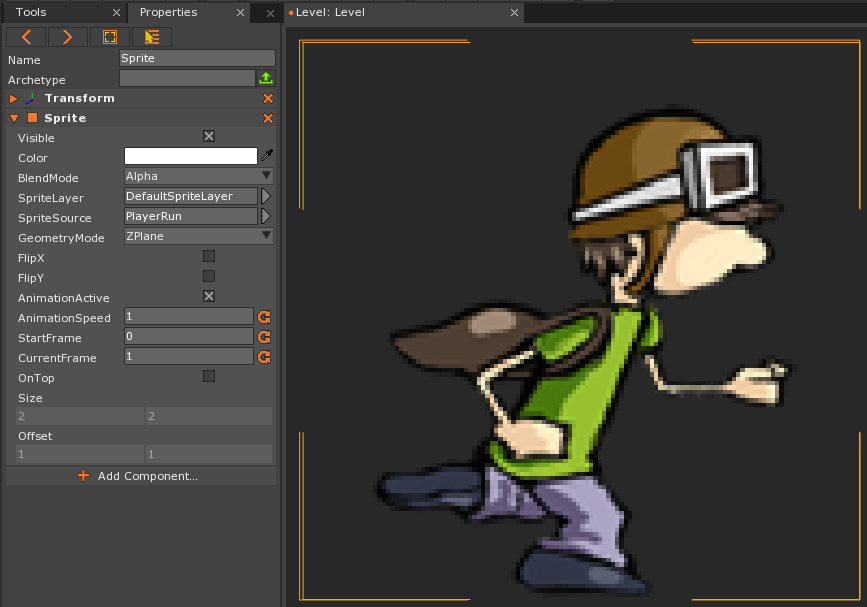 Tools
Properties
Level: Level
Name Sprite
Archetype
Transform
Sprite
Visible
Color
BlendMode Alpha
SpriteLayer DefaultSpriteLayer
SpriteSource PlayerRun
GeometryMode ZPlane
FlipX
FlipY
AnimationActive
AnimationSpeed 1
StartFrame 0
CurrentFrame 1
OnTop
Size
2 2
Offset
1 1
Add Component...